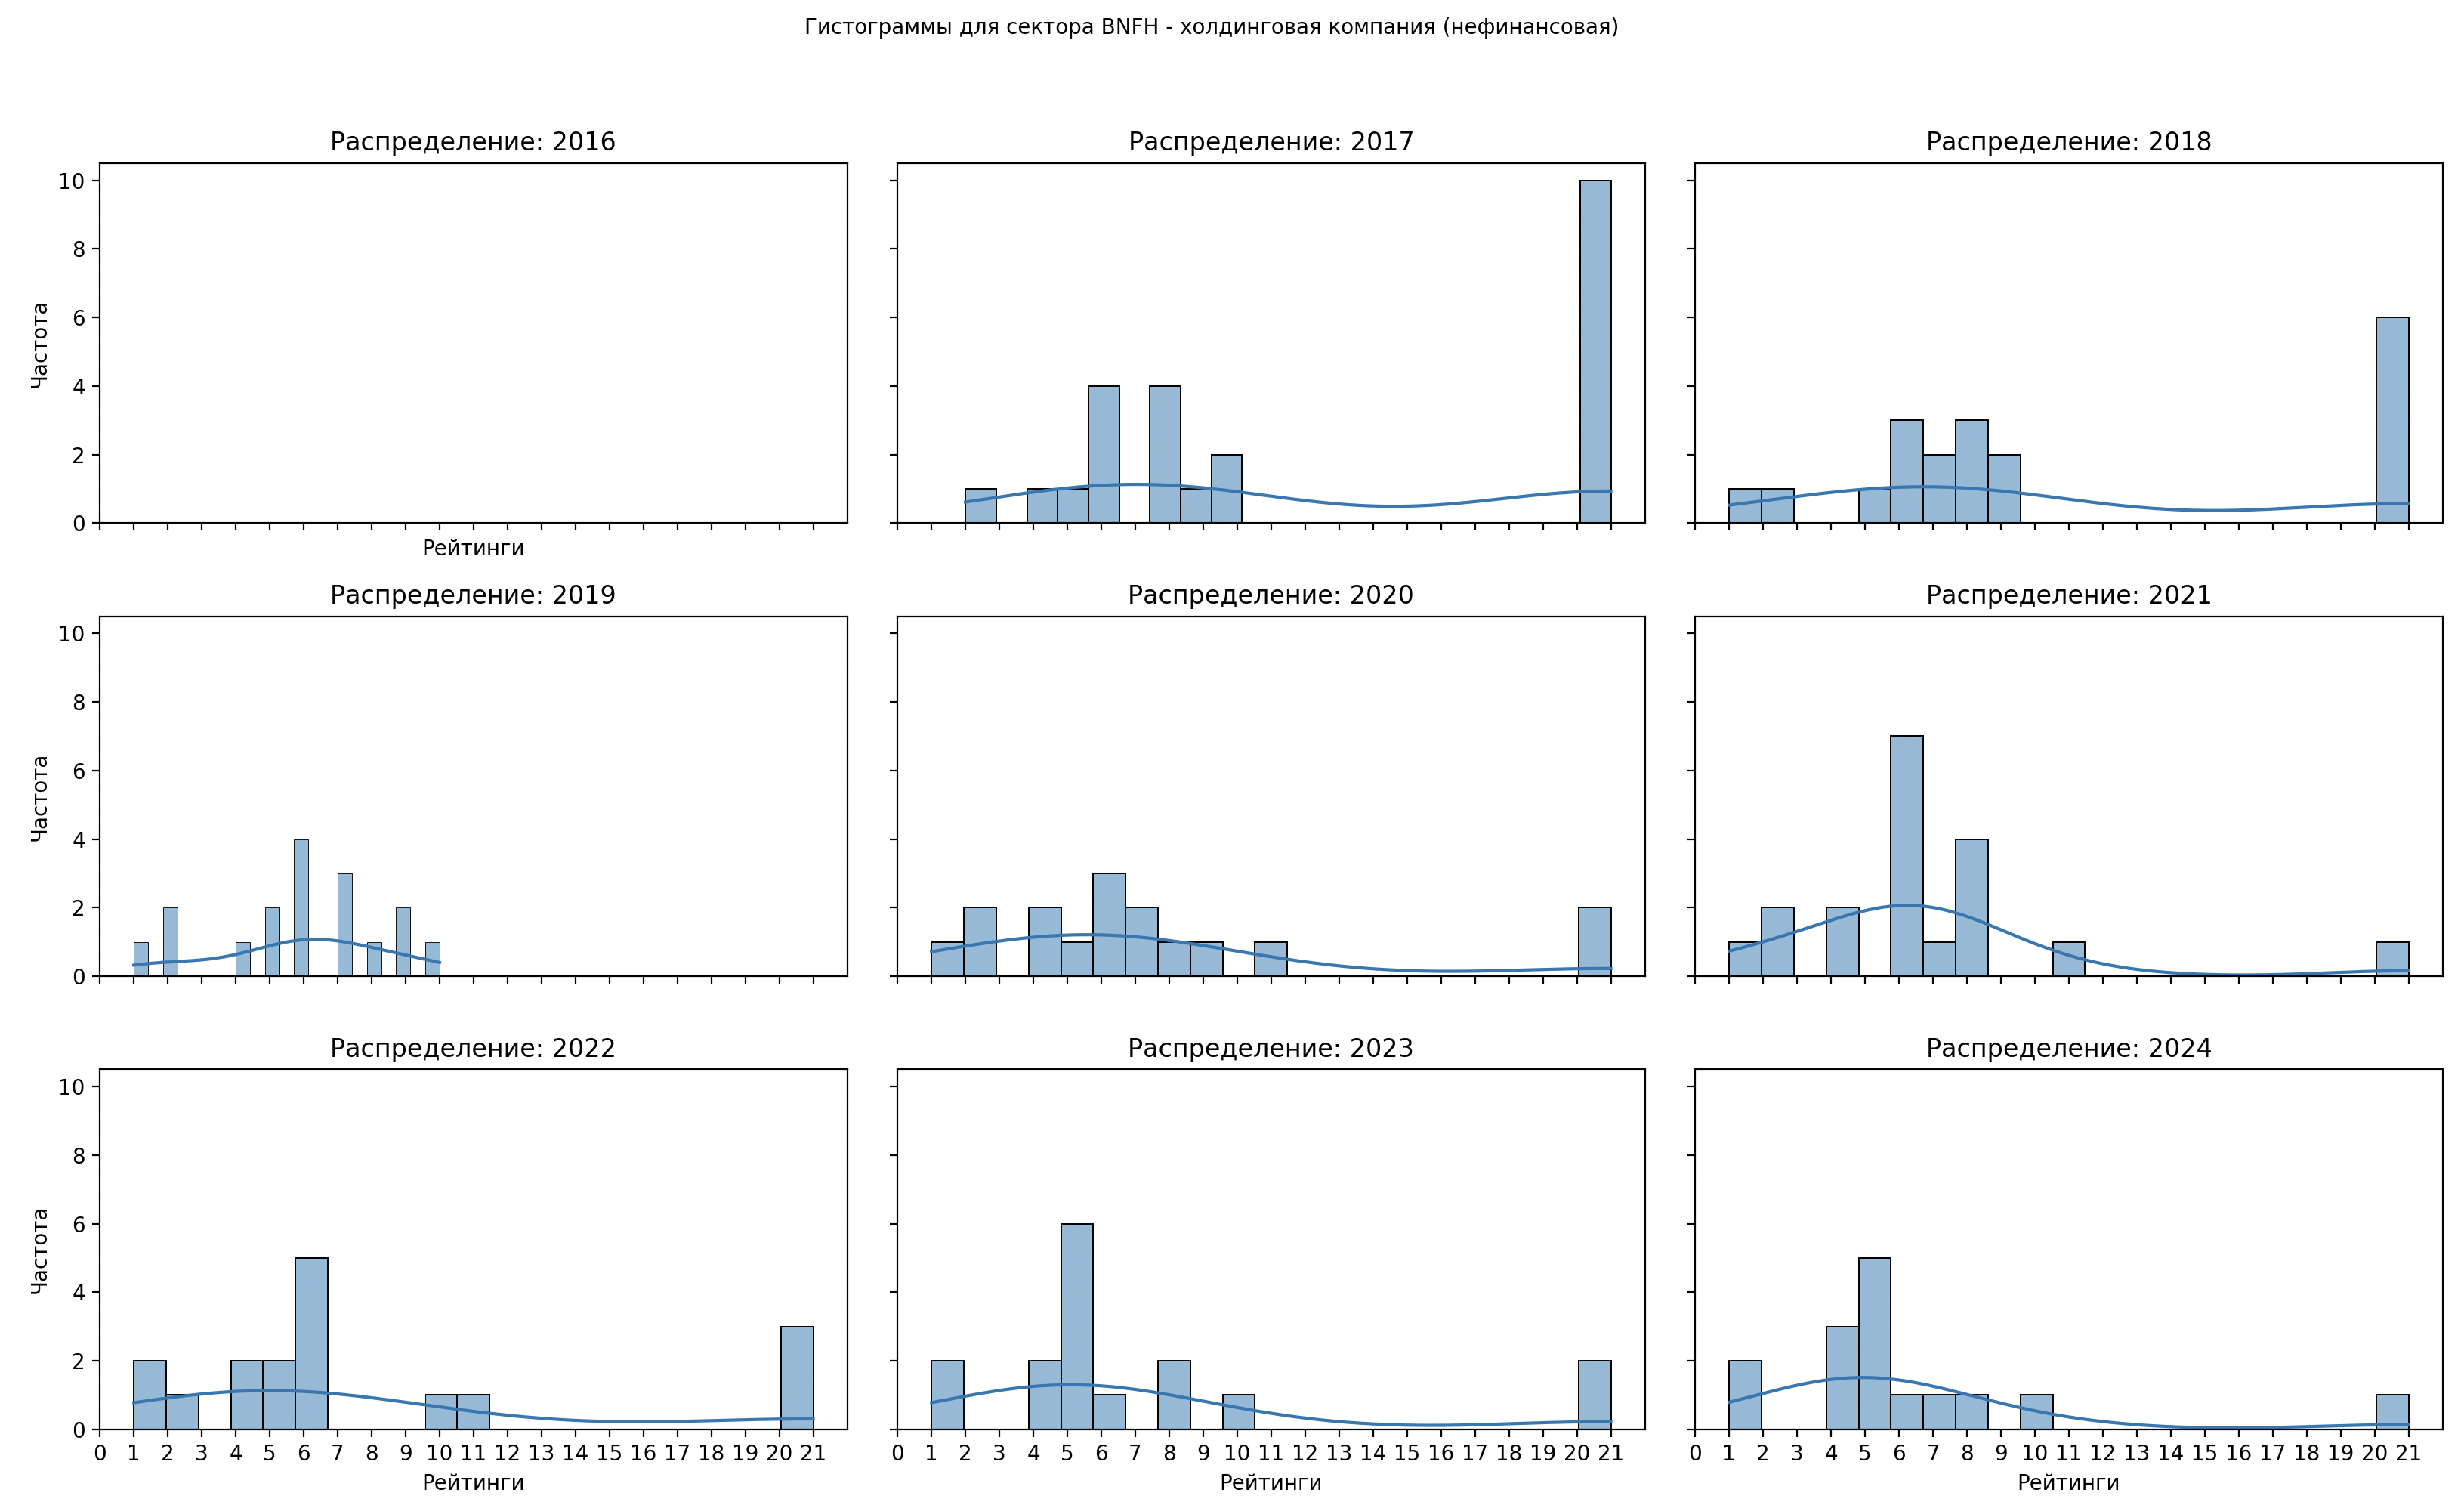 Гистограммы для сектора BNFH - холдинговая компания (нефинансовая)
Распределение: 2016
Распределение: 2017
Распределение: 2018
Частота
10
8
6
4
2
0
Рейтинги
Распределение: 2019
Распределение: 2020
Распределение: 2021
Частота
10
8
6
4
2
0
Распределение: 2022
Распределение: 2023
Распределение: 2024
Частота
10
8
6
4
2
0
0 1 2 3 4 5 6 7 8 9 10 11 12 13 14 15 16 17 18 19 20 21
0 1 2 3 4 5 6 7 8 9 10 11 12 13 14 15 16 17 18 19 20 21
0 1 2 3 4 5 6 7 8 9 10 11 12 13 14 15 16 17 18 19 20 21
Рейтинги
Рейтинги
Рейтинги